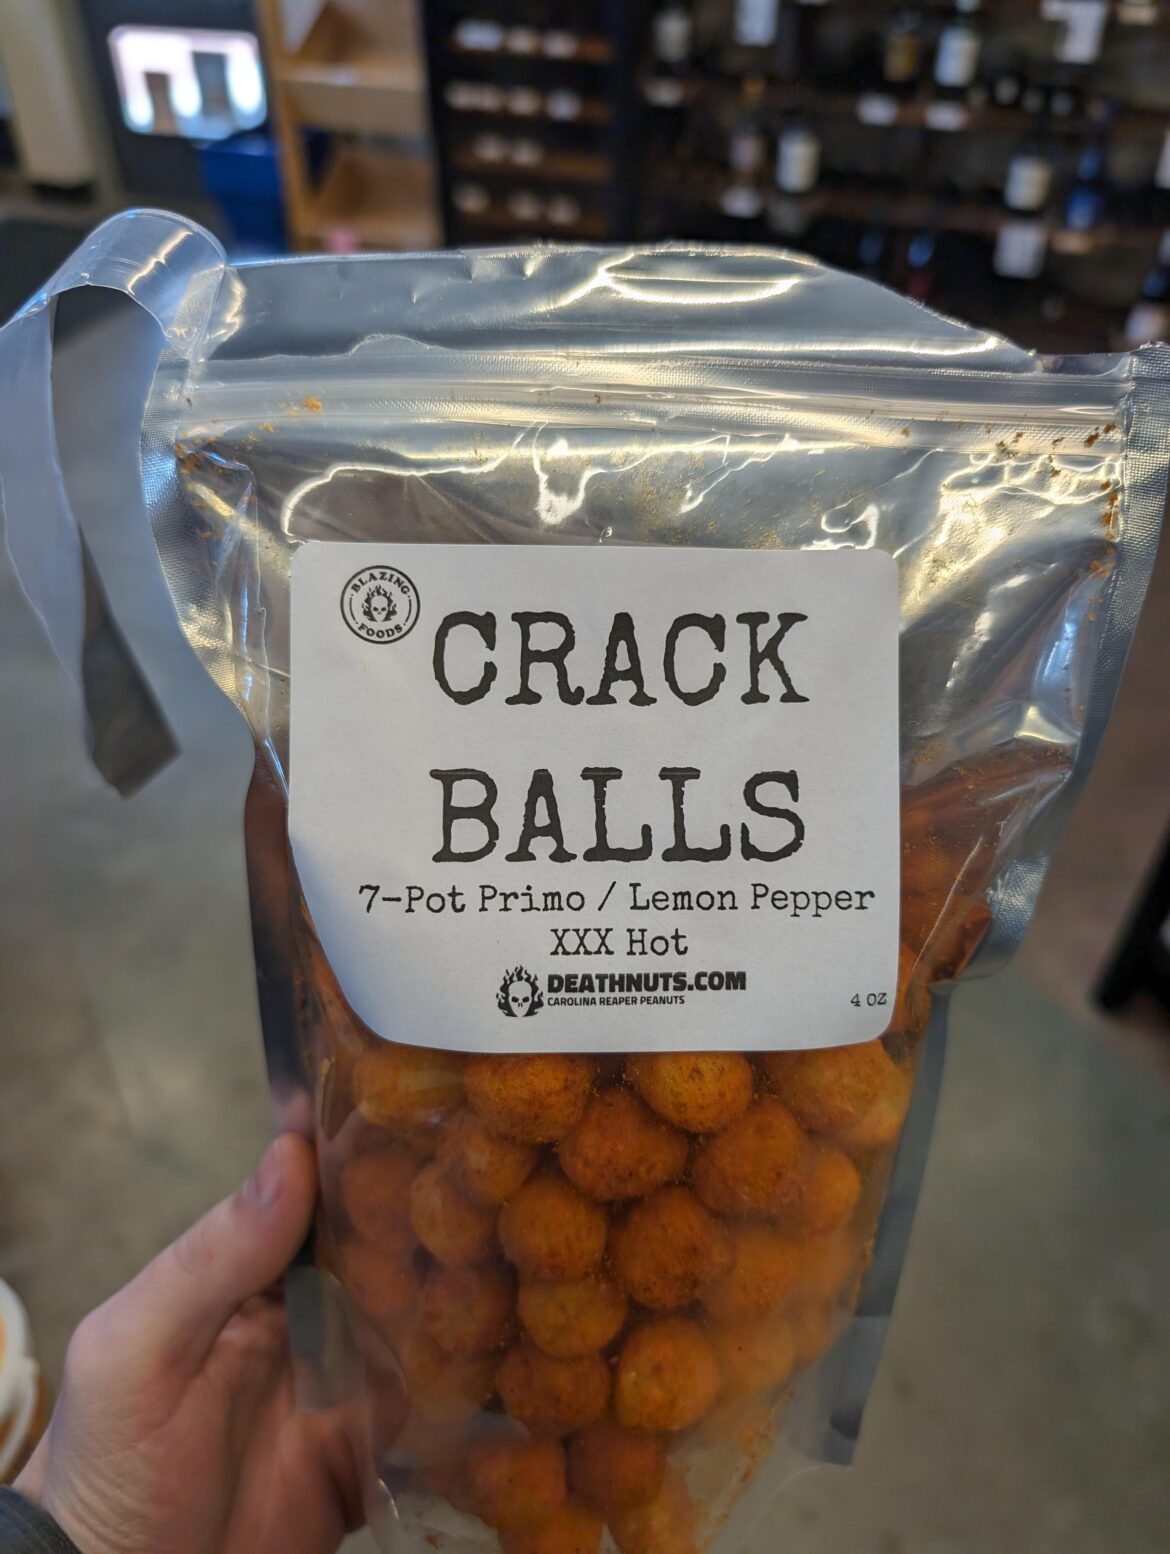 BLAZING
FOODS
CRACK
BALLS
7-Pot Primo / Lemon Pepper
XXX Hot
DEATHNUTS.COM
CAROLINA REAPER PEANUTS
4 OZ